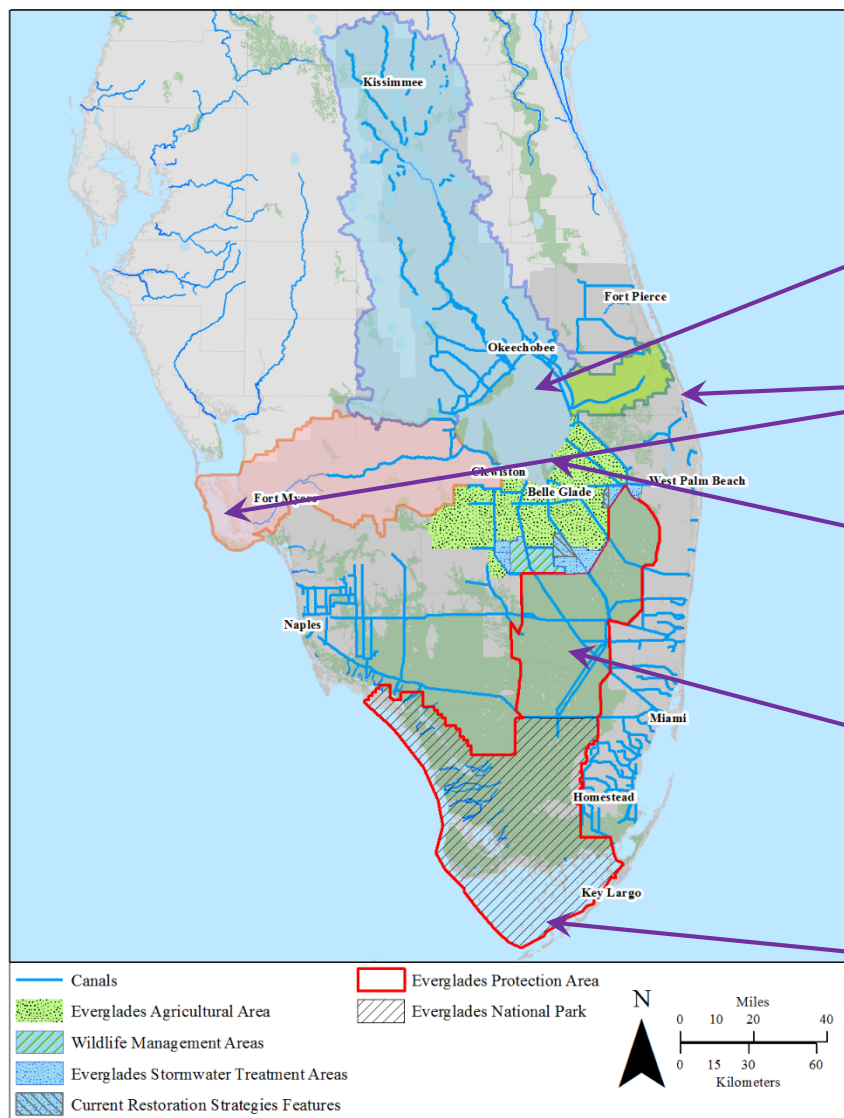 Kissimmee
Fort Pierce
Okeechobee
Clewiston
West Palm Beach
Fort Myers
Belle Glade
Naples
Miami
Homestead
Key Largo
Canals
Everglades Agricultural Area
Wildlife Management Areas
Everglades Stormwater Treatment Areas
Current Restoration Strategies Features
Everglades Protection Area
Everglades National Park
N
Miles
0 10 20 40
0 15 30 60
Kilometers